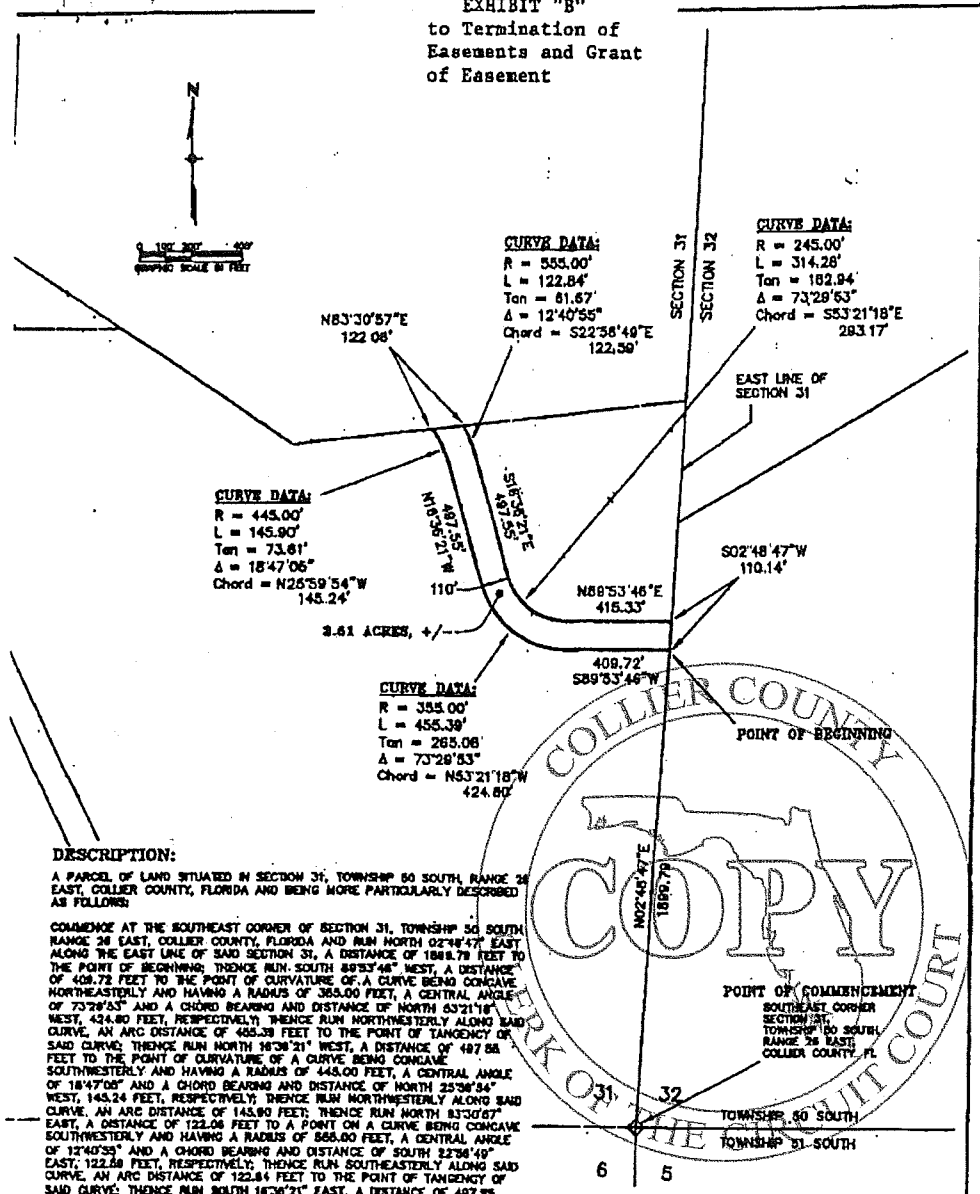 EXHIBIT "B"
to Termination of
Easements and Grant
of Easement
N
0 100' 200' 400'
GRAPHIC SCALE IN FEET
CURVE DATA:
R = 555.00'
L = 122.84'
Tan = 61.67'
Δ = 12°40'55"
Chord = S22°56'49"E
122.59'
SECTION 31
SECTION 32
CURVE DATA:
R = 245.00'
L = 314.28'
Tan = 182.94'
Δ = 73°29'53"
Chord = S53°21'18"E
293.17'
N83°30'57"E
122.06'
EAST LINE OF
SECTION 31
CURVE DATA:
R = 445.00'
L = 145.90'
Tan = 73.61'
Δ = 18°47'06"
Chord = N25°59'54"W
145.24'
N16°36'21"W
497.55'
S16°36'21"E
497.55'
110'
S02°48'47"W
110.14'
N89°53'46"E
415.33'
3.61 ACRES, +/-
409.72'
S89°53'46"W
CURVE DATA:
R = 355.00'
L = 455.39'
Tan = 265.06'
Δ = 73°29'53"
Chord = N53°21'18"W
424.80'
POINT OF BEGINNING
COLLIER COUNTY
COPY
CLERK OF THE CIRCUIT COURT
N02°48'47"E
1899.79
DESCRIPTION:
A PARCEL OF LAND SITUATED IN SECTION 31, TOWNSHIP 50 SOUTH, RANGE 26
EAST, COLLIER COUNTY, FLORIDA AND BEING MORE PARTICULARLY DESCRIBED
AS FOLLOWS:
COMMENCE AT THE SOUTHEAST CORNER OF SECTION 31, TOWNSHIP 50 SOUTH
RANGE 26 EAST, COLLIER COUNTY, FLORIDA AND RUN NORTH 02°48'47" EAST
ALONG THE EAST LINE OF SAID SECTION 31, A DISTANCE OF 1899.79 FEET TO
THE POINT OF BEGINNING; THENCE RUN SOUTH 89°53'46" WEST, A DISTANCE
OF 409.72 FEET TO THE POINT OF CURVATURE OF A CURVE BEING CONCAVE
NORTHEASTERLY AND HAVING A RADIUS OF 355.00 FEET, A CENTRAL ANGLE
OF 73°29'53" AND A CHORD BEARING AND DISTANCE OF NORTH 53°21'18"
WEST, 424.80 FEET, RESPECTIVELY; THENCE RUN NORTHWESTERLY ALONG SAID
CURVE, AN ARC DISTANCE OF 455.39 FEET TO THE POINT OF TANGENCY OF
SAID CURVE; THENCE RUN NORTH 16°36'21" WEST, A DISTANCE OF 497.55
FEET TO THE POINT OF CURVATURE OF A CURVE BEING CONCAVE
SOUTHWESTERLY AND HAVING A RADIUS OF 445.00 FEET, A CENTRAL ANGLE
OF 18°47'06" AND A CHORD BEARING AND DISTANCE OF NORTH 25°59'54"
WEST, 145.24 FEET, RESPECTIVELY; THENCE RUN NORTHWESTERLY ALONG SAID
CURVE, AN ARC DISTANCE OF 145.90 FEET; THENCE RUN NORTH 83°30'57"
EAST, A DISTANCE OF 122.06 FEET TO A POINT ON A CURVE BEING CONCAVE
SOUTHWESTERLY AND HAVING A RADIUS OF 555.00 FEET, A CENTRAL ANGLE
OF 12°40'55" AND A CHORD BEARING AND DISTANCE OF SOUTH 22°56'49"
EAST, 122.59 FEET, RESPECTIVELY; THENCE RUN SOUTHEASTERLY ALONG SAID
CURVE, AN ARC DISTANCE OF 122.84 FEET TO THE POINT OF TANGENCY OF
SAID CURVE; THENCE RUN SOUTH 16°36'21" EAST, A DISTANCE OF 497.55
POINT OF COMMENCEMENT
SOUTHEAST CORNER
SECTION 31,
TOWNSHIP 50 SOUTH,
RANGE 26 EAST,
COLLIER COUNTY, FL
31 32
TOWNSHIP 50 SOUTH
TOWNSHIP 51 SOUTH
6 5